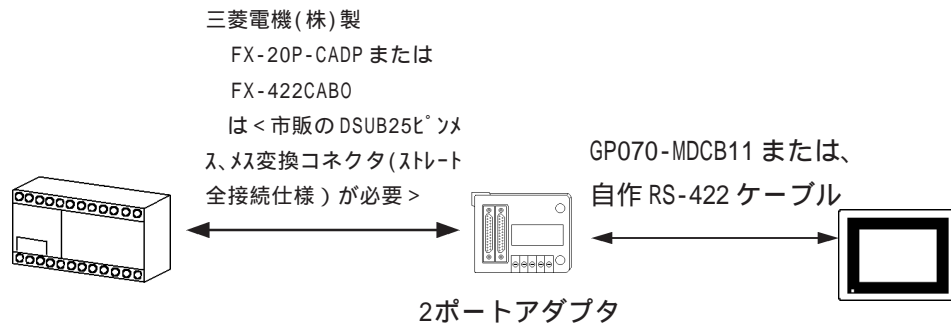 三菱電機(株)製
FX-20P-CADP または
FX-422CAB0
は<市販のDSUB25ピンメ
ス、メス変換コネクタ(ストレート
全接続仕様)が必要>
GP070-MDCB11 または、
自作 RS-422 ケーブル
2ポートアダプタ